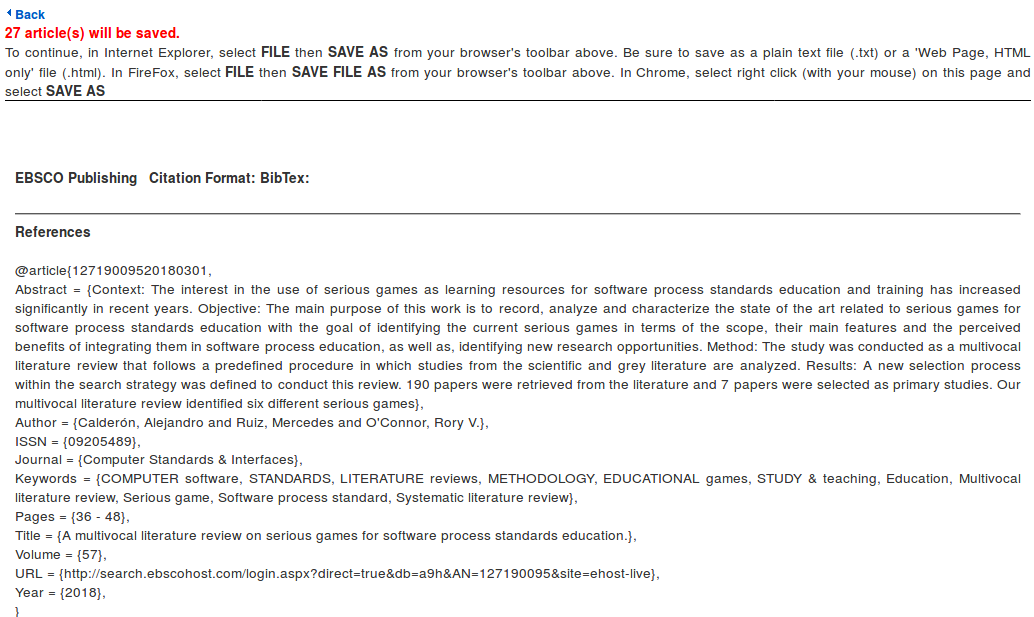 Back
27 article(s) will be saved.
To continue, in Internet Explorer, select FILE then SAVE AS from your browser's toolbar above. Be sure to save as a plain text file (.txt) or a 'Web Page, HTML
only' file (.html). In FireFox, select FILE then SAVE FILE AS from your browser's toolbar above. In Chrome, select right click (with your mouse) on this page and
select SAVE AS
EBSCO Publishing   Citation Format: BibTex:
References
@article{12719009520180301,
Abstract = {Context: The interest in the use of serious games as learning resources for software process standards education and training has increased
significantly in recent years. Objective: The main purpose of this work is to record, analyze and characterize the state of the art related to serious games for
software process standards education with the goal of identifying the current serious games in terms of the scope, their main features and the perceived
benefits of integrating them in software process education, as well as, identifying new research opportunities. Method: The study was conducted as a multivocal
literature review that follows a predefined procedure in which studies from the scientific and grey literature are analyzed. Results: A new selection process
within the search strategy was defined to conduct this review. 190 papers were retrieved from the literature and 7 papers were selected as primary studies. Our
multivocal literature review identified six different serious games},
Author = {Calderón, Alejandro and Ruiz, Mercedes and O'Connor, Rory V.},
ISSN = {09205489},
Journal = {Computer Standards & Interfaces},
Keywords = {COMPUTER software, STANDARDS, LITERATURE reviews, METHODOLOGY, EDUCATIONAL games, STUDY & teaching, Education, Multivocal
literature review, Serious game, Software process standard, Systematic literature review},
Pages = {36 - 48},
Title = {A multivocal literature review on serious games for software process standards education.},
Volume = {57},
URL = {http://search.ebscohost.com/login.aspx?direct=true&db=a9h&AN=127190095&site=ehost-live},
Year = {2018},
}